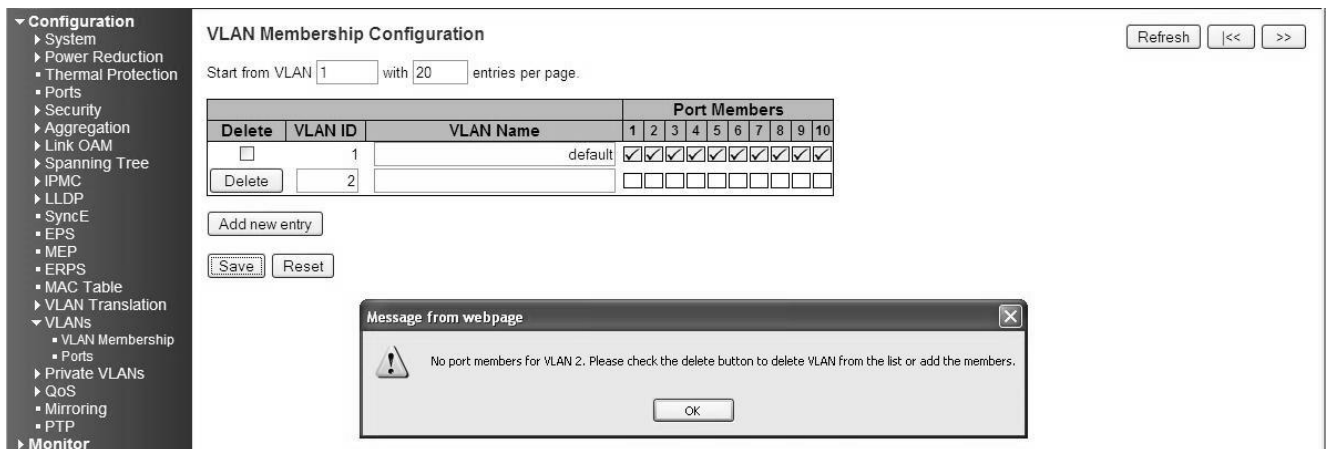 Configuration
System
Power Reduction
Thermal Protection
Ports
Security
Aggregation
Link OAM
Spanning Tree
IPMC
LLDP
SyncE
EPS
MEP
ERPS
MAC Table
VLAN Translation
VLANs
VLAN Membership
Ports
Private VLANs
QoS
Mirroring
PTP
Monitor
VLAN Membership Configuration
Refresh |<< >>
Start from VLAN 1 with 20 entries per page.
Port Members
Delete VLAN ID VLAN Name 1 2 3 4 5 6 7 8 9 10
1 default
Delete 2
Add new entry
Save Reset
Message from webpage
No port members for VLAN 2. Please check the delete button to delete VLAN from the list or add the members.
OK